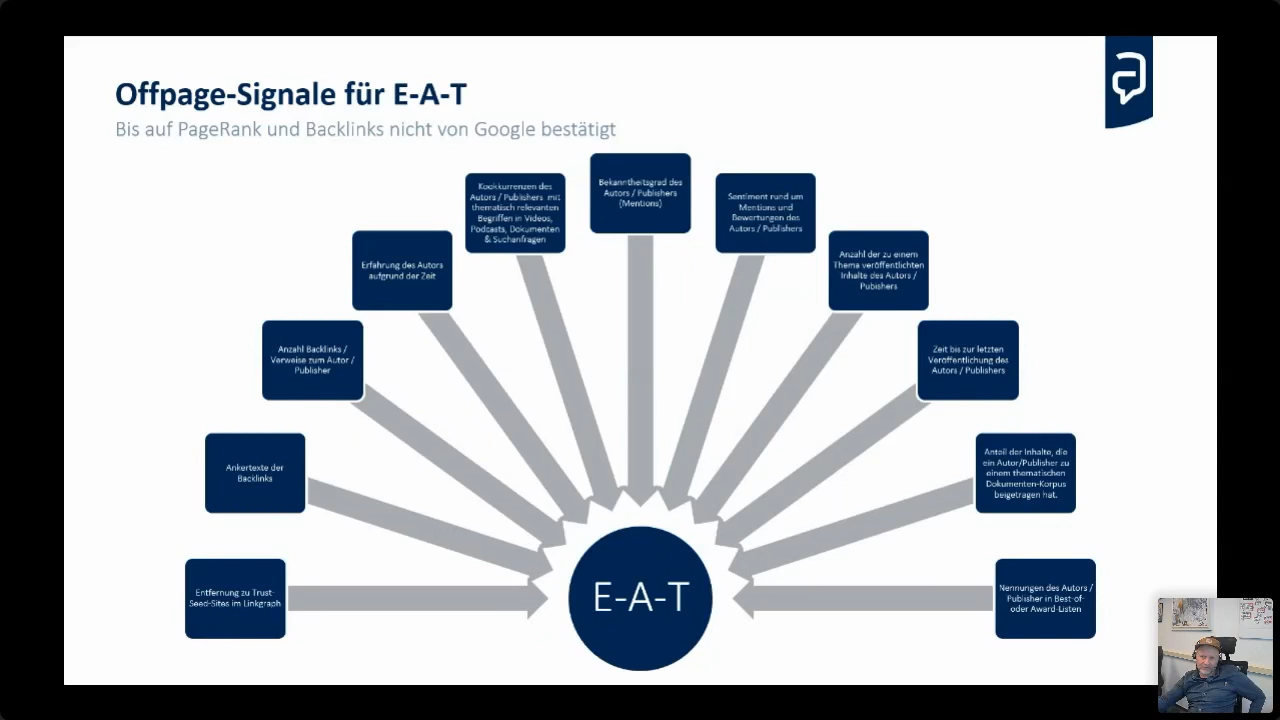 Offpage-Signale für E-A-T
Bis auf PageRank und Backlinks nicht von Google bestätigt
Entfernung zu Trust-
Seed-Sites im Linkgraph
Ankertexte der
Backlinks
Anzahl Backlinks /
Verweise zum Autor /
Publisher
Erfahrung des Autors
aufgrund der Zeit
Kookkurrenzen des
Autors / Publishers mit
thematisch relevanten
Begriffen in Videos,
Podcasts, Dokumenten
& Suchanfragen
Bekanntheitsgrad des
Autors / Publishers
(Mentions)
Sentiment rund um
Mentions und
Bewertungen des
Autors / Publishers
Anzahl der zu einem
Thema veröffentlichten
Inhalte des Autors /
Pubishers
Zeit bis zur letzten
Veröffentlichung des
Autors / Publishers
Anteil der Inhalte, die
ein Autor/Publisher zu
einem thematischen
Dokumenten-Korpus
beigetragen hat.
Nennungen des Autors /
Publisher in Best-of-
oder Award-Listen
E-A-T